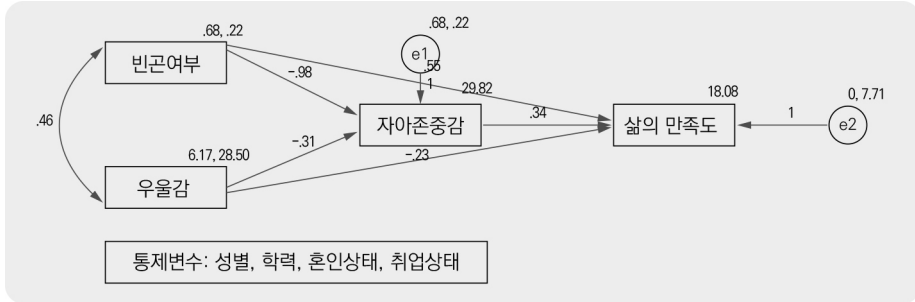 .68, .22
.68, .22
e1
빈곤여부
.55
1
-.98
29.82
18.08
0, 7.71
.46
자아존중감
.34
삶의 만족도
1
e2
-.31
6.17, 28.50
-.23
우울감
통제변수: 성별, 학력, 혼인상태, 취업상태